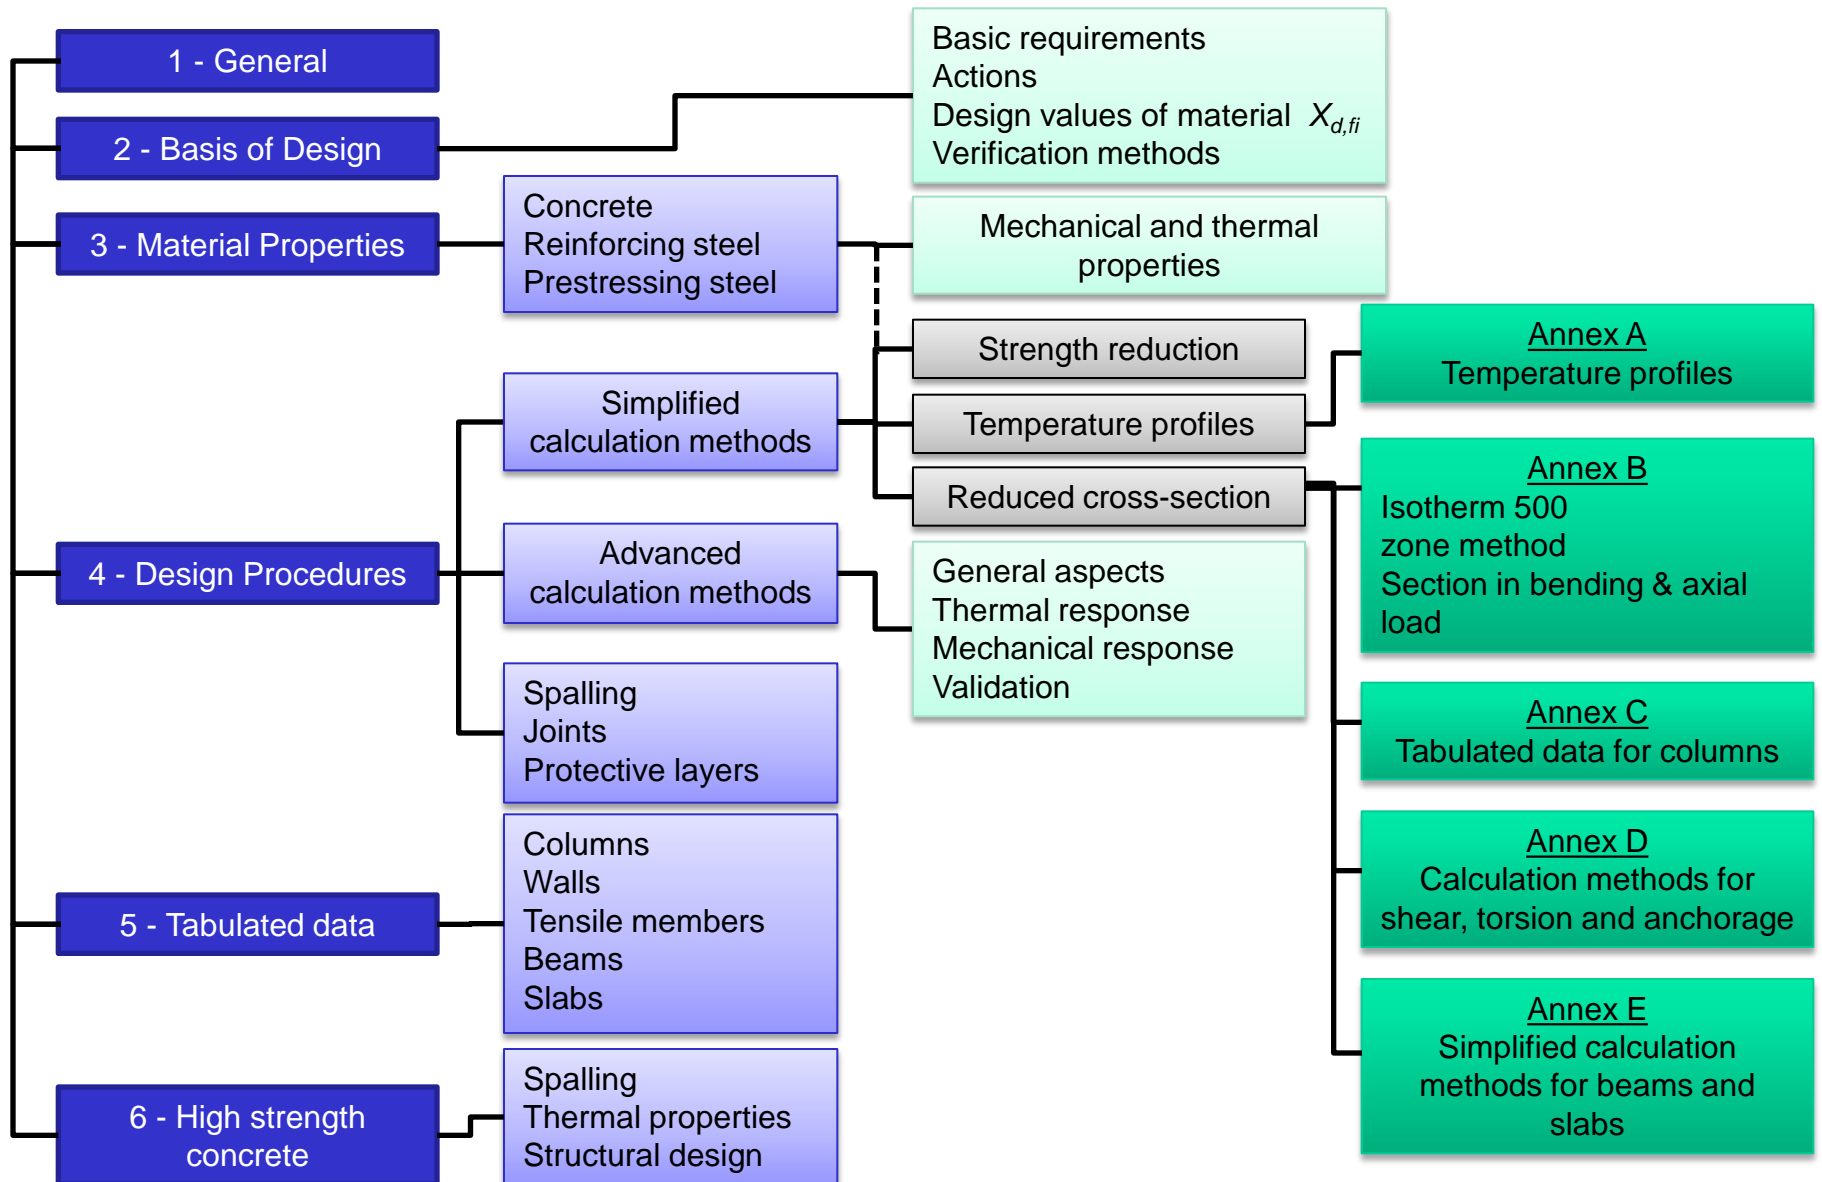 1 - General
2 - Basis of Design
3 - Material Properties
4 - Design Procedures
5 - Tabulated data
6 - High strength
concrete
Concrete
Reinforcing steel
Prestressing steel
Simplified
calculation methods
Advanced
calculation methods
Spalling
Joints
Protective layers
Columns
Walls
Tensile members
Beams
Slabs
Spalling
Thermal properties
Structural design
Basic requirements
Actions
Design values of material X_{d,fi}
Verification methods
Mechanical and thermal
properties
Strength reduction
Temperature profiles
Reduced cross-section
General aspects
Thermal response
Mechanical response
Validation
Annex A
Temperature profiles
Annex B
Isotherm 500
zone method
Section in bending & axial
load
Annex C
Tabulated data for columns
Annex D
Calculation methods for
shear, torsion and anchorage
Annex E
Simplified calculation
methods for beams and
slabs